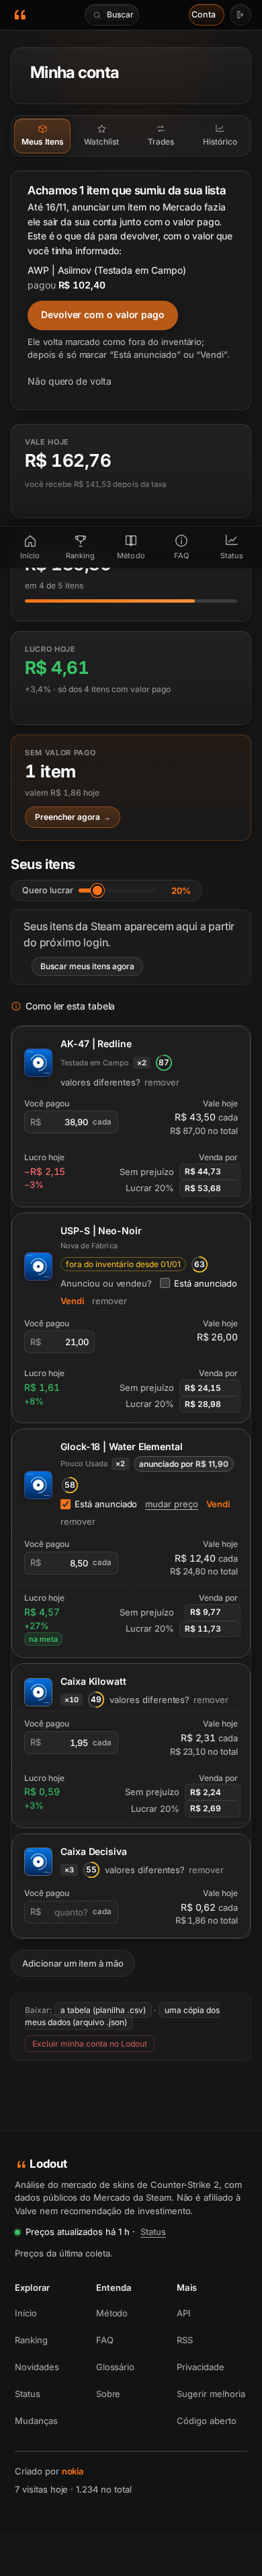 Buscar
Conta
Minha conta
Meus Itens
Watchlist
Trades
Histórico
Achamos 1 item que sumiu da sua lista
Até 16/11, anunciar um item no Mercado fazia
ele sair da sua conta junto com o valor pago.
Este é o que dá para devolver, com o valor que
você tinha informado:
AWP | Asiimov (Testada em Campo)
pagou R$ 102,40
Devolver com o valor pago
Ele volta marcado como fora do inventário;
depois é só marcar “Está anunciado” ou “Vendi”.
Não quero de volta
VALE HOJE
R$ 162,76
você recebe R$ 141,53 depois da taxa
Início
Ranking
Método
FAQ
Status
em 4 de 5 itens
LUCRO HOJE
R$ 4,61
+3,4% · só dos 4 itens com valor pago
SEM VALOR PAGO
1 item
valem R$ 1,86 hoje
Preencher agora →
Seus itens
Quero lucrar
20%
Seus itens da Steam aparecem aqui a partir
do próximo login.
Buscar meus itens agora
Como ler esta tabela
AK-47 | Redline
Testada em Campo ×2 87
valores diferentes? remover
Você pagou
Vale hoje
R$ 38,90 cada
R$ 43,50 cada
R$ 87,00 no total
Lucro hoje
Venda por
−R$ 2,15
Sem prejuízo R$ 44,73
−3%
Lucrar 20% R$ 53,68
USP-S | Neo-Noir
Nova de Fábrica
fora do inventário desde 01/01 63
Anunciou ou vendeu? Está anunciado
Vendi remover
Você pagou
Vale hoje
R$ 21,00
R$ 26,00
Lucro hoje
Venda por
R$ 1,61
Sem prejuízo R$ 24,15
+8%
Lucrar 20% R$ 28,98
Glock-18 | Water Elemental
Pouco Usada ×2 anunciado por R$ 11,90
58
Está anunciado mudar preço Vendi
remover
Você pagou
Vale hoje
R$ 8,50 cada
R$ 12,40 cada
R$ 24,80 no total
Lucro hoje
Venda por
R$ 4,57
Sem prejuízo R$ 9,77
+27%
Lucrar 20% R$ 11,73
na meta
Caixa Kilowatt
×10 49 valores diferentes? remover
Você pagou
Vale hoje
R$ 1,95 cada
R$ 2,31 cada
R$ 23,10 no total
Lucro hoje
Venda por
R$ 0,59
Sem prejuízo R$ 2,24
+3%
Lucrar 20% R$ 2,69
Caixa Decisiva
×3 55 valores diferentes? remover
Você pagou
Vale hoje
R$ quanto? cada
R$ 0,62 cada
R$ 1,86 no total
Adicionar um item à mão
Baixar: a tabela (planilha .csv) · uma cópia dos
meus dados (arquivo .json)
Excluir minha conta no Lodout
Lodout
Análise do mercado de skins de Counter-Strike 2, com
dados públicos do Mercado da Steam. Não é afiliado à
Valve nem recomendação de investimento.
Preços atualizados há 1 h · Status
Preços da última coleta.
Explorar
Entenda
Mais
Início
Método
API
Ranking
FAQ
RSS
Novidades
Glossário
Privacidade
Status
Sobre
Sugerir melhoria
Mudanças
Código aberto
Criado por nokia
7 visitas hoje · 1.234 no total